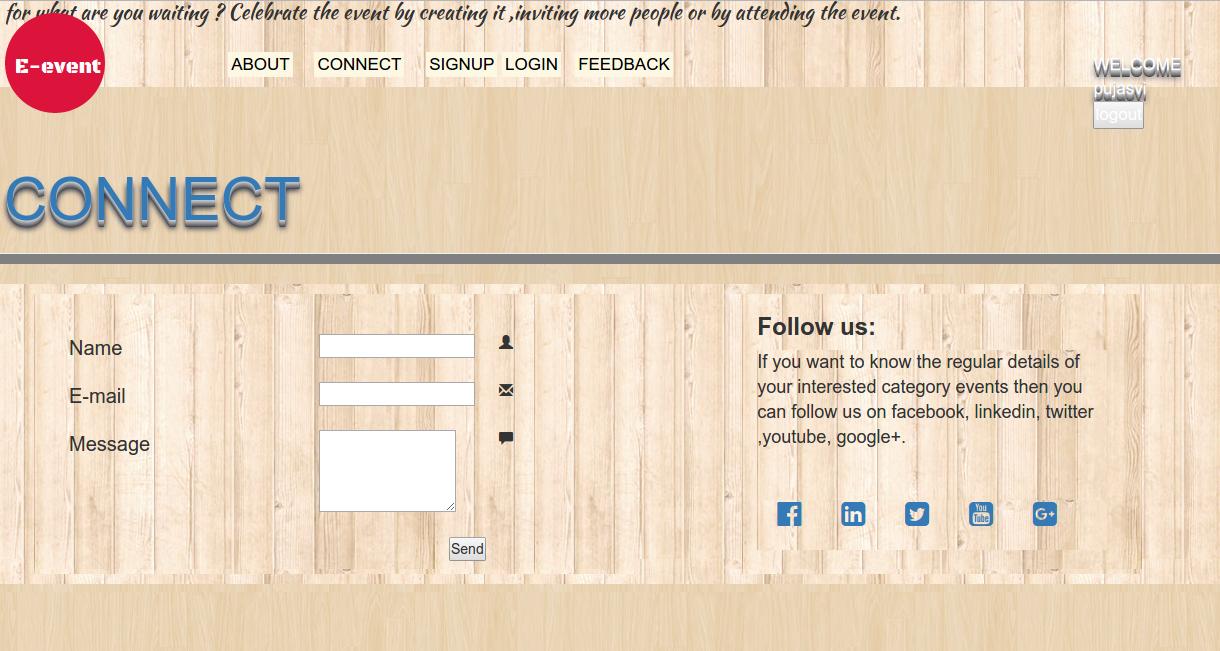 for what are you waiting ? Celebrate the event by creating it ,inviting more people or by attending the event.
E-event
ABOUT CONNECT SIGNUP LOGIN FEEDBACK
WELCOME
pujasvi
logout
CONNECT
Name
E-mail
Message
Send
Follow us:
If you want to know the regular details of
your interested category events then you
can follow us on facebook, linkedin, twitter
,youtube, google+.
f in You Tube G+